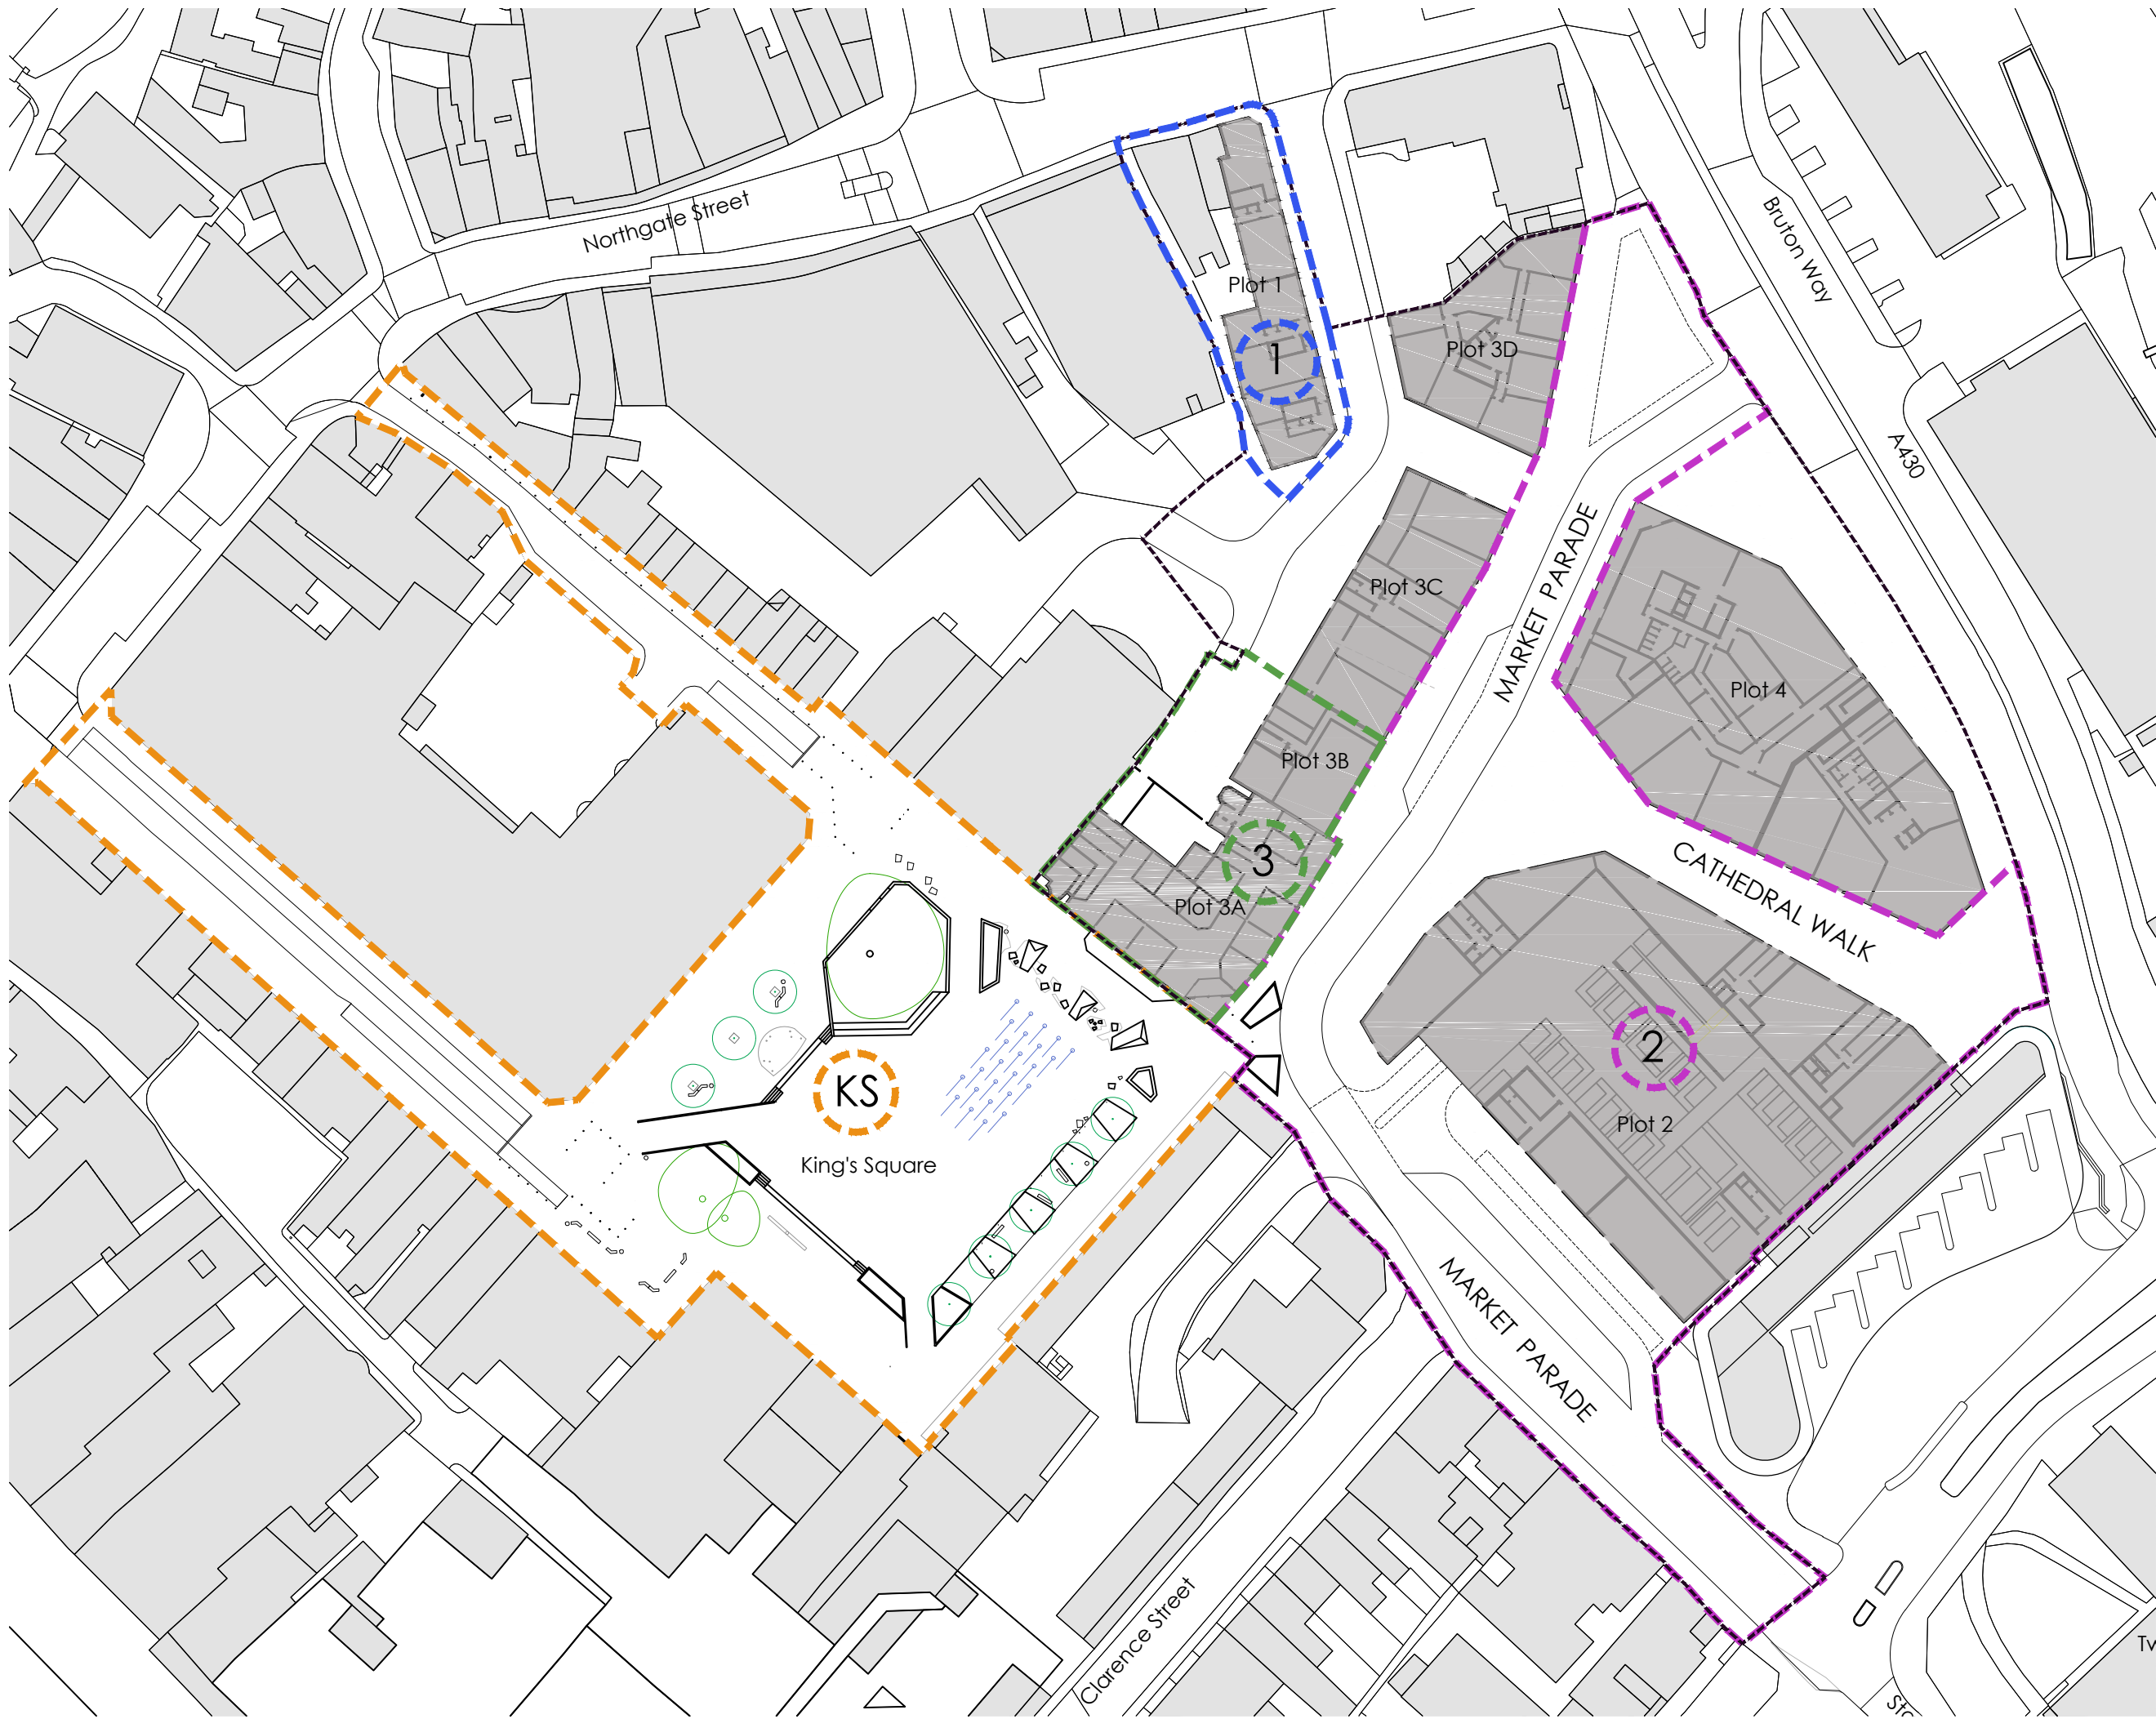 Northgate Street
Bruton Way
Plot 1
1
Plot 3D
A430
MARKET PARADE
Plot 3C
Plot 4
Plot 3B
3
CATHEDRAL WALK
Plot 3A
2
KS
Plot 2
King's Square
MARKET PARADE
Clarence Street